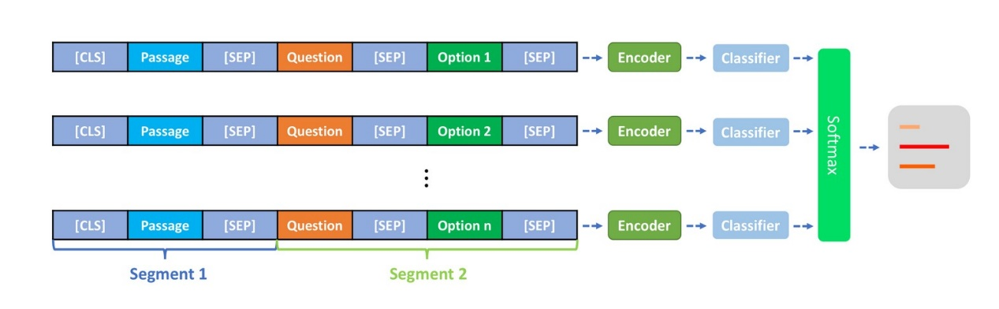 [CLS] Passage [SEP] Question [SEP] Option 1 [SEP] Encoder Classifier
[CLS] Passage [SEP] Question [SEP] Option 2 [SEP] Encoder Classifier
Softmax
[CLS] Passage [SEP] Question [SEP] Option n [SEP] Encoder Classifier
Segment 1 Segment 2